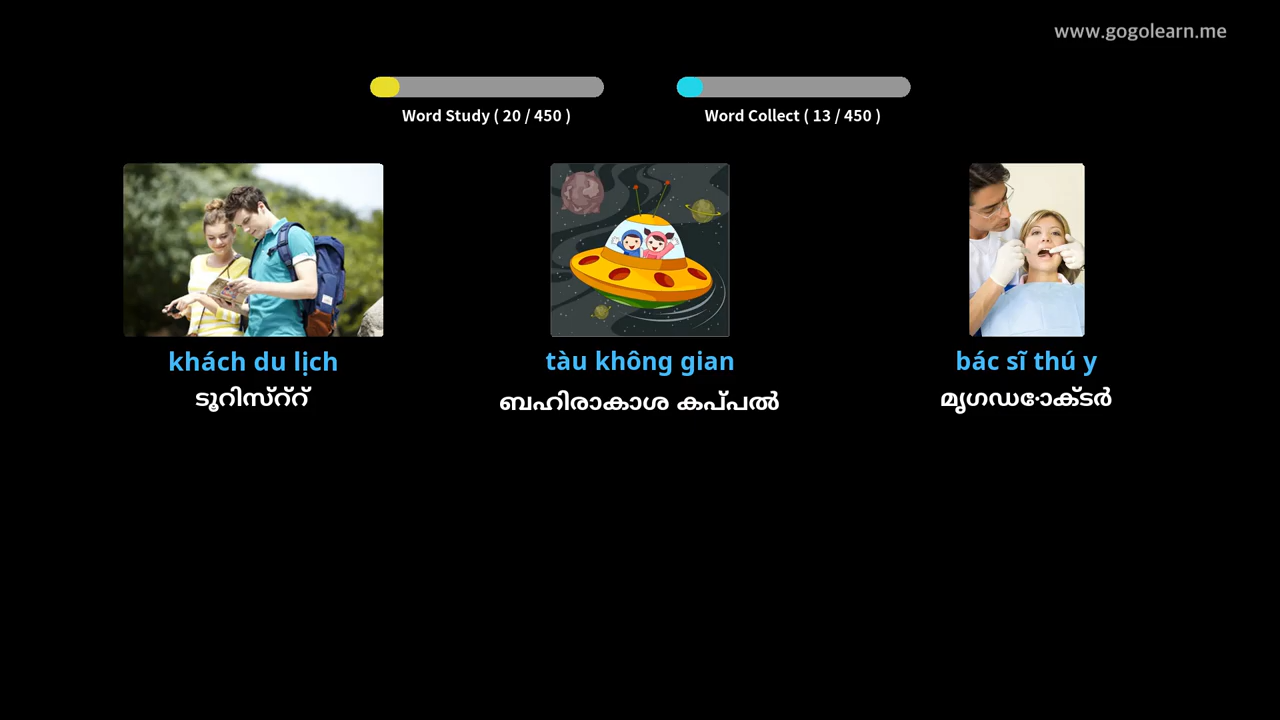 www.gogolearn.me
Word Study ( 20 / 450 )
Word Collect ( 13 / 450 )
khách du lịch
tàu không gian
bác sĩ thú y
ടൂറിസ്റ്റ്
ബഹിരാകാശ കപ്പൽ
മൃഗഡോക്ടർ